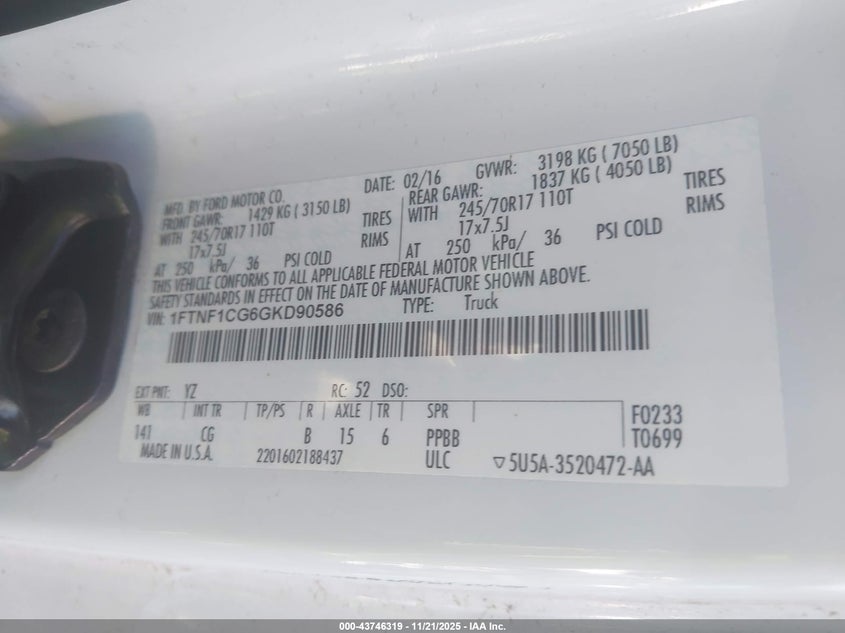 MFD. BY FORD MOTOR CO.
DATE: 02/16 GVWR: 3198 KG ( 7050 LB)
FRONT GAWR: 1429 KG ( 3150 LB)
WITH 245/70R17 110T TIRES
17x7.5J RIMS
AT 250 kPa/ 36 PSI COLD
REAR GAWR: 1837 KG ( 4050 LB)
WITH 245/70R17 110T TIRES
17x7.5J RIMS
AT 250 kPa/ 36 PSI COLD
THIS VEHICLE CONFORMS TO ALL APPLICABLE FEDERAL MOTOR VEHICLE
SAFETY STANDARDS IN EFFECT ON THE DATE OF MANUFACTURE SHOWN ABOVE.
VIN: 1FTNF1CG6GKD90586 TYPE: Truck
EXT PNT: YZ RC: 52 DSO:
WB INT TR TP/PS R AXLE TR SPR
141 CG B 15 6 PPBB
F0233
T0699
MADE IN U.S.A. 2201602188437 ULC ▽5U5A-3520472-AA
000-43746319 - 11/21/2025 - IAA Inc.